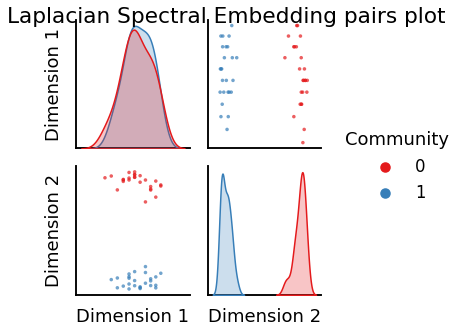 Laplacian Spectral Embedding pairs plot
Dimension 1
Dimension 2
Dimension 1
Dimension 2
Community
0
1